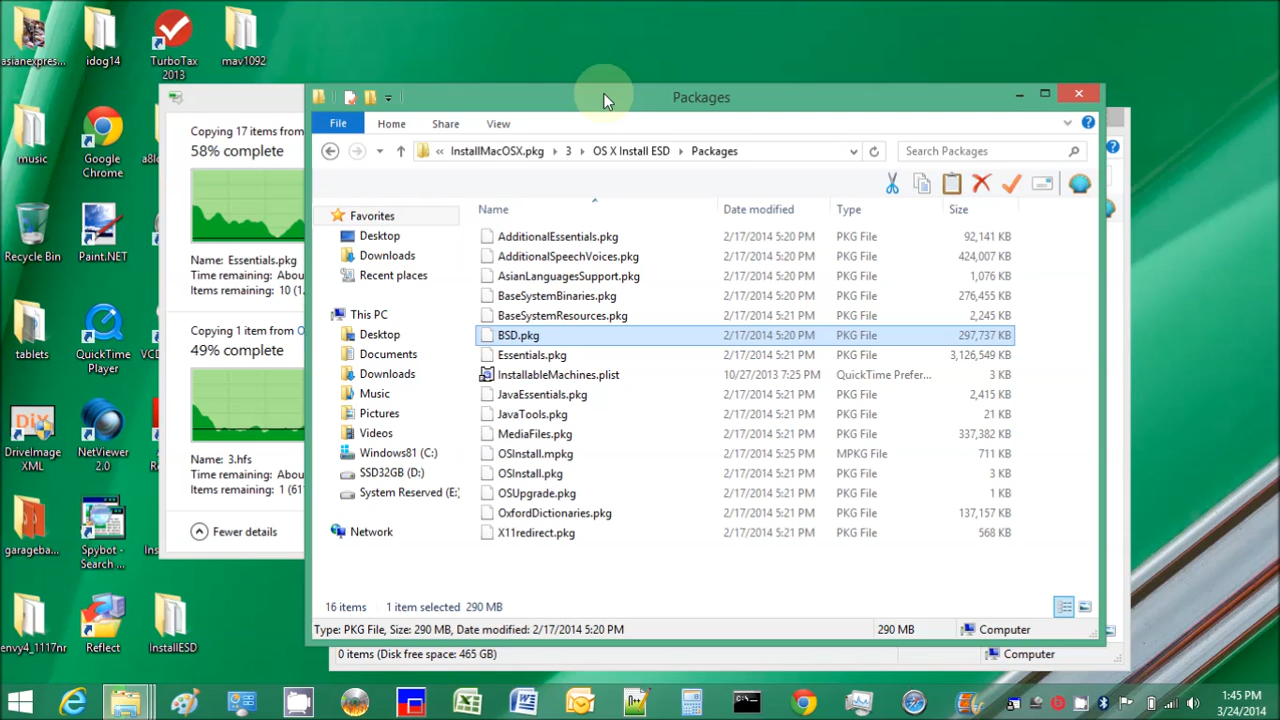 asianexpress...
idog14
TurboTax
2013
mav1092
music
Google
Chrome
Recycle Bin
Paint.NET
tablets
QuickTime
Player
DriveImage
XML
NetViewer
2.0
garageba...
Spybot -
Search ...
envy4_1117nr
Reflect
InstallESD
Copying 17 items from
58% complete
Name: Essentials.pkg
Time remaining: Abou
Items remaining: 10 (1.
Copying 1 item from O
49% complete
Name: 3.hfs
Time remaining: Abou
Items remaining: 1 (61
Fewer details
Packages
File Home Share View
« InstallMacOSX.pkg 3 OS X Install ESD Packages
Search Packages
Favorites
Desktop
Downloads
Recent places
This PC
Desktop
Documents
Downloads
Music
Pictures
Videos
Windows81 (C:)
SSD32GB (D:)
System Reserved (E:
Network
Name Date modified Type Size
AdditionalEssentials.pkg 2/17/2014 5:20 PM PKG File 92,141 KB
AdditionalSpeechVoices.pkg 2/17/2014 5:20 PM PKG File 424,007 KB
AsianLanguagesSupport.pkg 2/17/2014 5:20 PM PKG File 1,076 KB
BaseSystemBinaries.pkg 2/17/2014 5:20 PM PKG File 276,455 KB
BaseSystemResources.pkg 2/17/2014 5:20 PM PKG File 2,245 KB
BSD.pkg 2/17/2014 5:20 PM PKG File 297,737 KB
Essentials.pkg 2/17/2014 5:21 PM PKG File 3,126,549 KB
InstallableMachines.plist 10/27/2013 7:25 PM QuickTime Prefer... 3 KB
JavaEssentials.pkg 2/17/2014 5:21 PM PKG File 2,415 KB
JavaTools.pkg 2/17/2014 5:21 PM PKG File 21 KB
MediaFiles.pkg 2/17/2014 5:21 PM PKG File 337,382 KB
OSInstall.mpkg 2/17/2014 5:25 PM MPKG File 711 KB
OSInstall.pkg 2/17/2014 5:21 PM PKG File 3 KB
OSUpgrade.pkg 2/17/2014 5:21 PM PKG File 1 KB
OxfordDictionaries.pkg 2/17/2014 5:21 PM PKG File 137,157 KB
X11redirect.pkg 2/17/2014 5:21 PM PKG File 568 KB
16 items 1 item selected 290 MB
Type: PKG File, Size: 290 MB, Date modified: 2/17/2014 5:20 PM 290 MB Computer
0 items (Disk free space: 465 GB) Computer
1:45 PM
3/24/2014